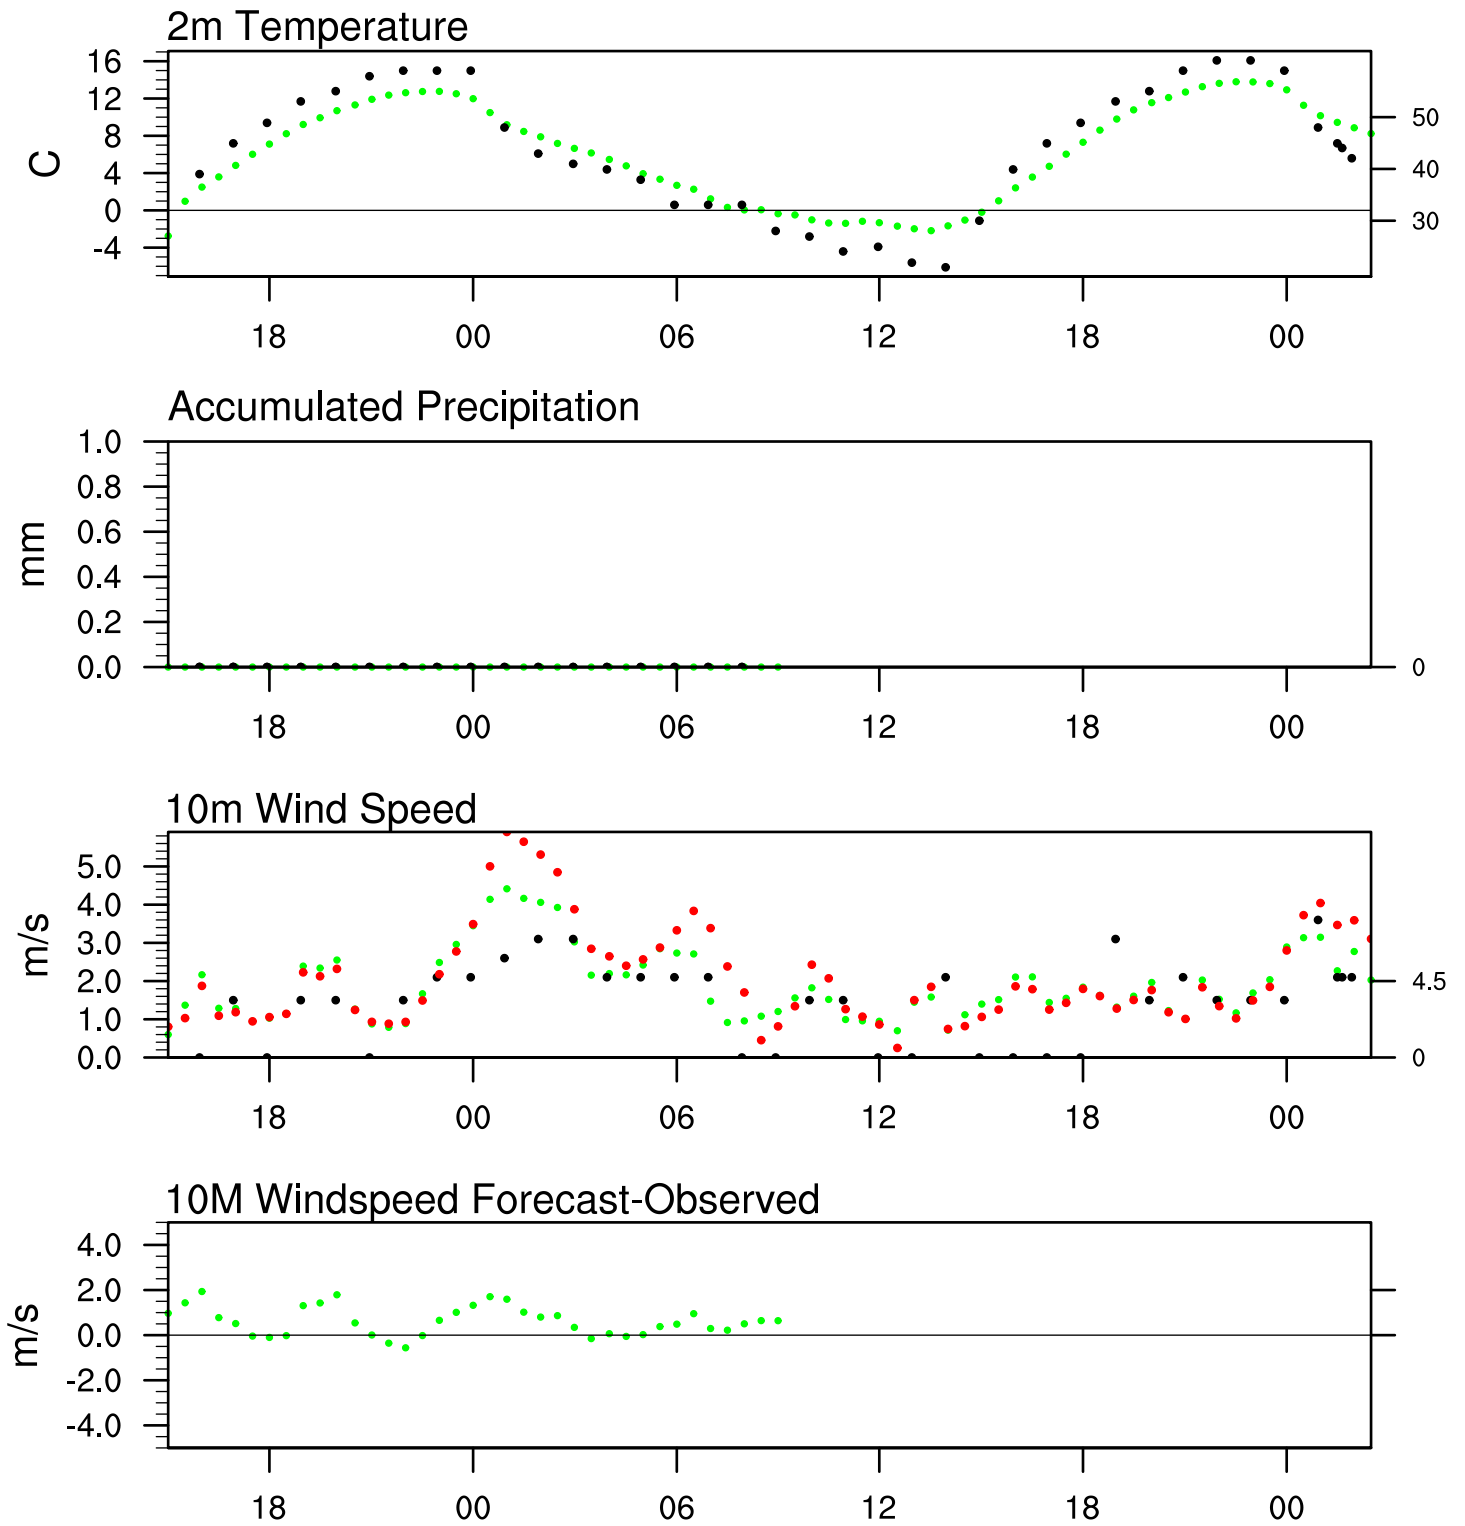 2m Temperature
16
12
8
4
0
-4
C
50
40
30
18 00 06 12 18 00
Accumulated Precipitation
1.0
0.8
0.6
0.4
0.2
0.0
mm
0
18 00 06 12 18 00
10m Wind Speed
5.0
4.0
3.0
2.0
1.0
0.0
m/s
4.5
0
18 00 06 12 18 00
10M Windspeed Forecast-Observed
4.0
2.0
0.0
-2.0
-4.0
m/s
18 00 06 12 18 00